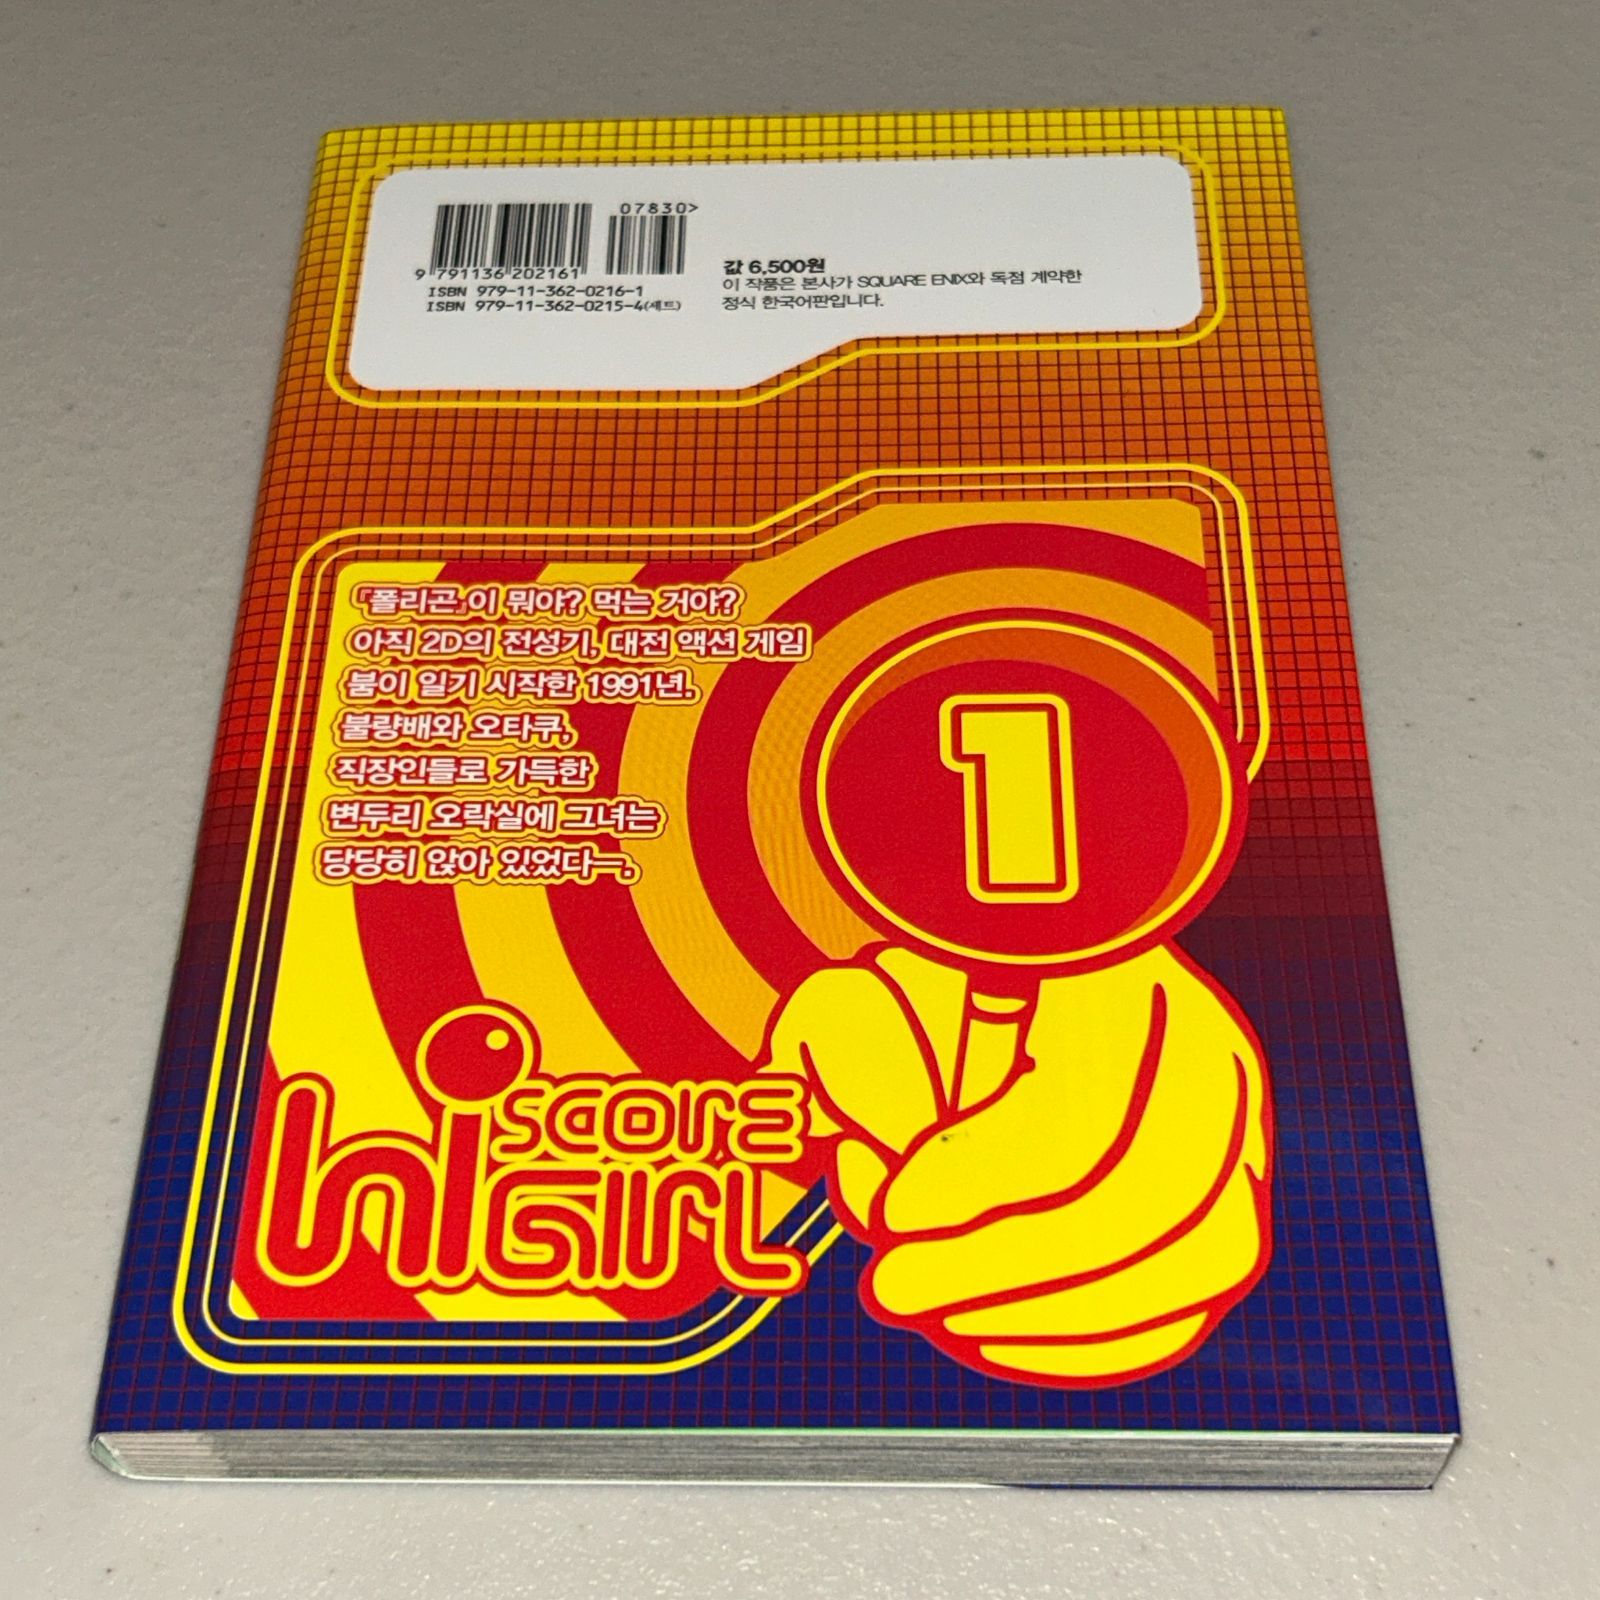 07830>
9 791136 202161
ISBN 979-11-362-0216-1
ISBN 979-11-362-0215-4(세트)
값 6,500원
이 작품은 본사가 SQUARE ENIX와 독점 계약한
정식 한국어판입니다.
『폴리곤』이 뭐야? 먹는 거야?
아직 2D의 전성기, 대전 액션 게임
붐이 일기 시작한 1991년.
불량배와 오타쿠,
직장인들로 가득한
변두리 오락실에 그녀는
당당히 앉아 있었다―.
1
hi SCORE
GIRL